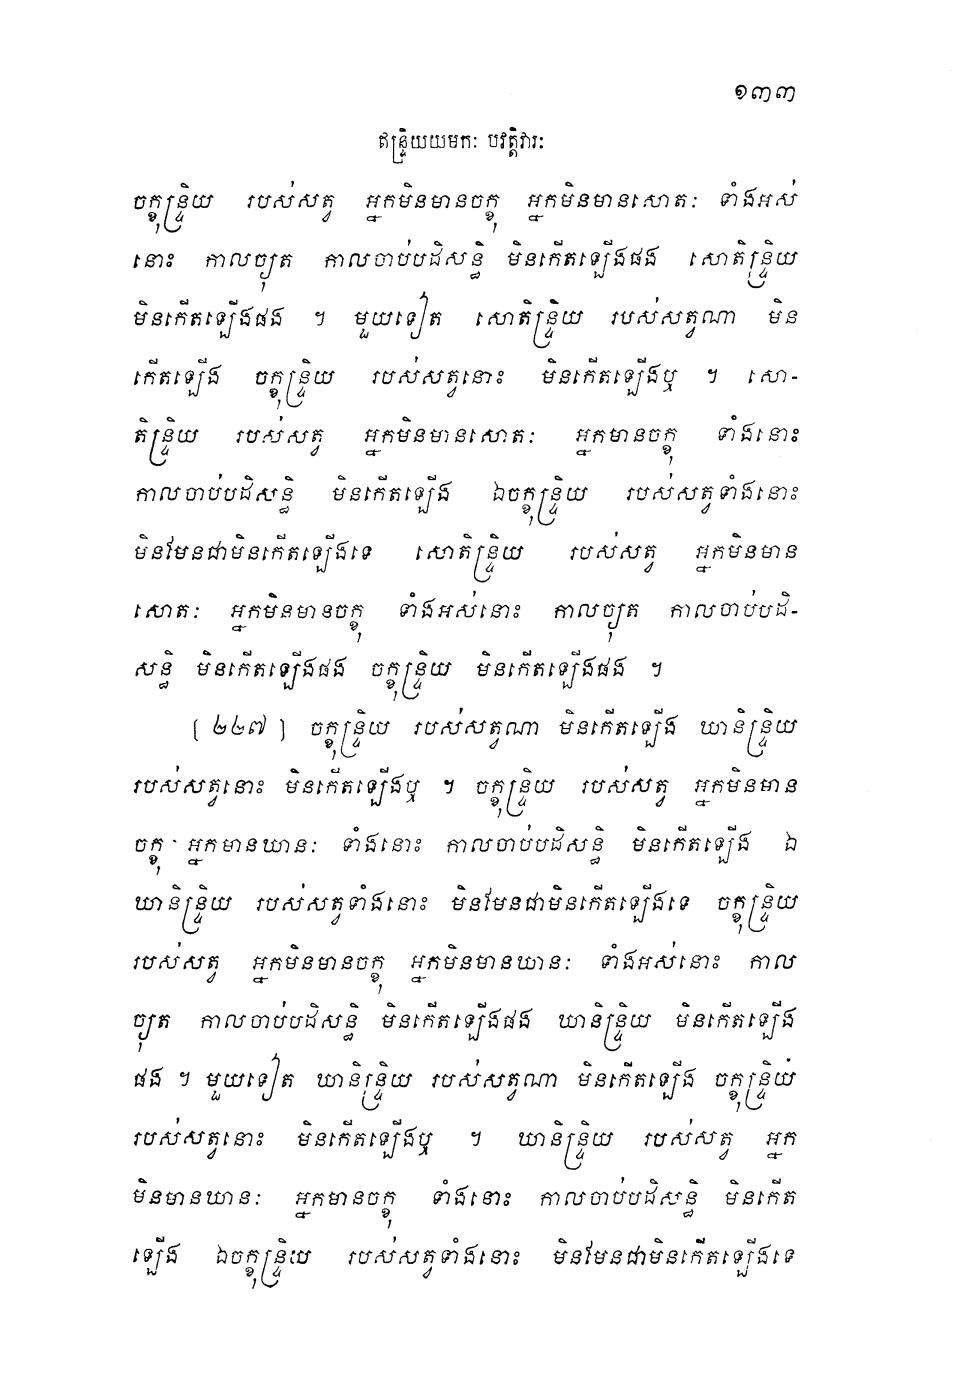 ១៣៣
ឥន្ទ្រិយយមកៈ បវត្តិវារៈ
ចក្ខុន្ទ្រិយ របស់សត្វ អ្នកមិនមានចក្ខុ អ្នកមិនមានសោតៈ ទាំងអស់
នោះ កាលច្យុត កាលចាប់បដិសន្ធិ មិនកើតឡើងផង សោតិន្ទ្រិយ
មិនកើតឡើងផង ។ មួយទៀត សោតិន្ទ្រិយ របស់សត្វណា មិន
កើតឡើង ចក្ខុន្ទ្រិយ របស់សត្វនោះ មិនកើតឡើងឬ ។ សោ-
តិន្ទ្រិយ របស់សត្វ អ្នកមិនមានសោតៈ អ្នកមានចក្ខុ ទាំងនោះ
កាលចាប់បដិសន្ធិ មិនកើតឡើង ឯចក្ខុន្ទ្រិយ របស់សត្វទាំងនោះ
មិនមែនជាមិនកើតឡើងទេ សោតិន្ទ្រិយ របស់សត្វ អ្នកមិនមាន
សោតៈ អ្នកមិនមានចក្ខុ ទាំងអស់នោះ កាលច្យុត កាលចាប់បដិ-
សន្ធិ មិនកើតឡើងផង ចក្ខុន្ទ្រិយ មិនកើតឡើងផង ។
[ ២២៧ ] ចក្ខុន្ទ្រិយ របស់សត្វណា មិនកើតឡើង ឃានិន្ទ្រិយ
របស់សត្វនោះ មិនកើតឡើងឬ ។ ចក្ខុន្ទ្រិយ របស់សត្វ អ្នកមិនមាន
ចក្ខុ អ្នកមានឃានៈ ទាំងនោះ កាលចាប់បដិសន្ធិ មិនកើតឡើង ឯ
ឃានិន្ទ្រិយ របស់សត្វទាំងនោះ មិនមែនជាមិនកើតឡើងទេ ចក្ខុន្ទ្រិយ
របស់សត្វ អ្នកមិនមានចក្ខុ អ្នកមិនមានឃានៈ ទាំងអស់នោះ កាល
ច្យុត កាលចាប់បដិសន្ធិ មិនកើតឡើងផង ឃានិន្ទ្រិយ មិនកើតឡើង
ផង ។ មួយទៀត ឃានិន្ទ្រិយ របស់សត្វណា មិនកើតឡើង ចក្ខុន្ទ្រិយ
របស់សត្វនោះ មិនកើតឡើងឬ ។ ឃានិន្ទ្រិយ របស់សត្វ អ្នក
មិនមានឃានៈ អ្នកមានចក្ខុ ទាំងនោះ កាលចាប់បដិសន្ធិ មិនកើត
ឡើង ឯចក្ខុន្ទ្រិយ របស់សត្វទាំងនោះ មិនមែនជាមិនកើតឡើងទេ